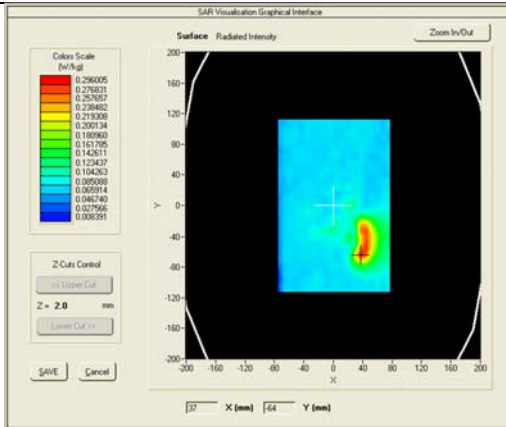 SAR Visualisation Graphical Interface
Surface Radiated Intensity
Zoom In/Out
Colors Scale
(W/kg)
0.296005
0.276831
0.257657
0.238482
0.219308
0.200134
0.180960
0.161785
0.142611
0.123437
0.104263
0.085088
0.065914
0.046740
0.027566
0.008391
Z-Cuts Control
<< Upper Cut
Z = 2.0 mm
Lower Cut >>
SAVE Cancel
200
160
120
80
40
0
-40
-80
-120
-160
-200
Y
-200 -160 -120 -80 -40 0 40 80 120 160 200
X
37 X (mm) -64 Y (mm)